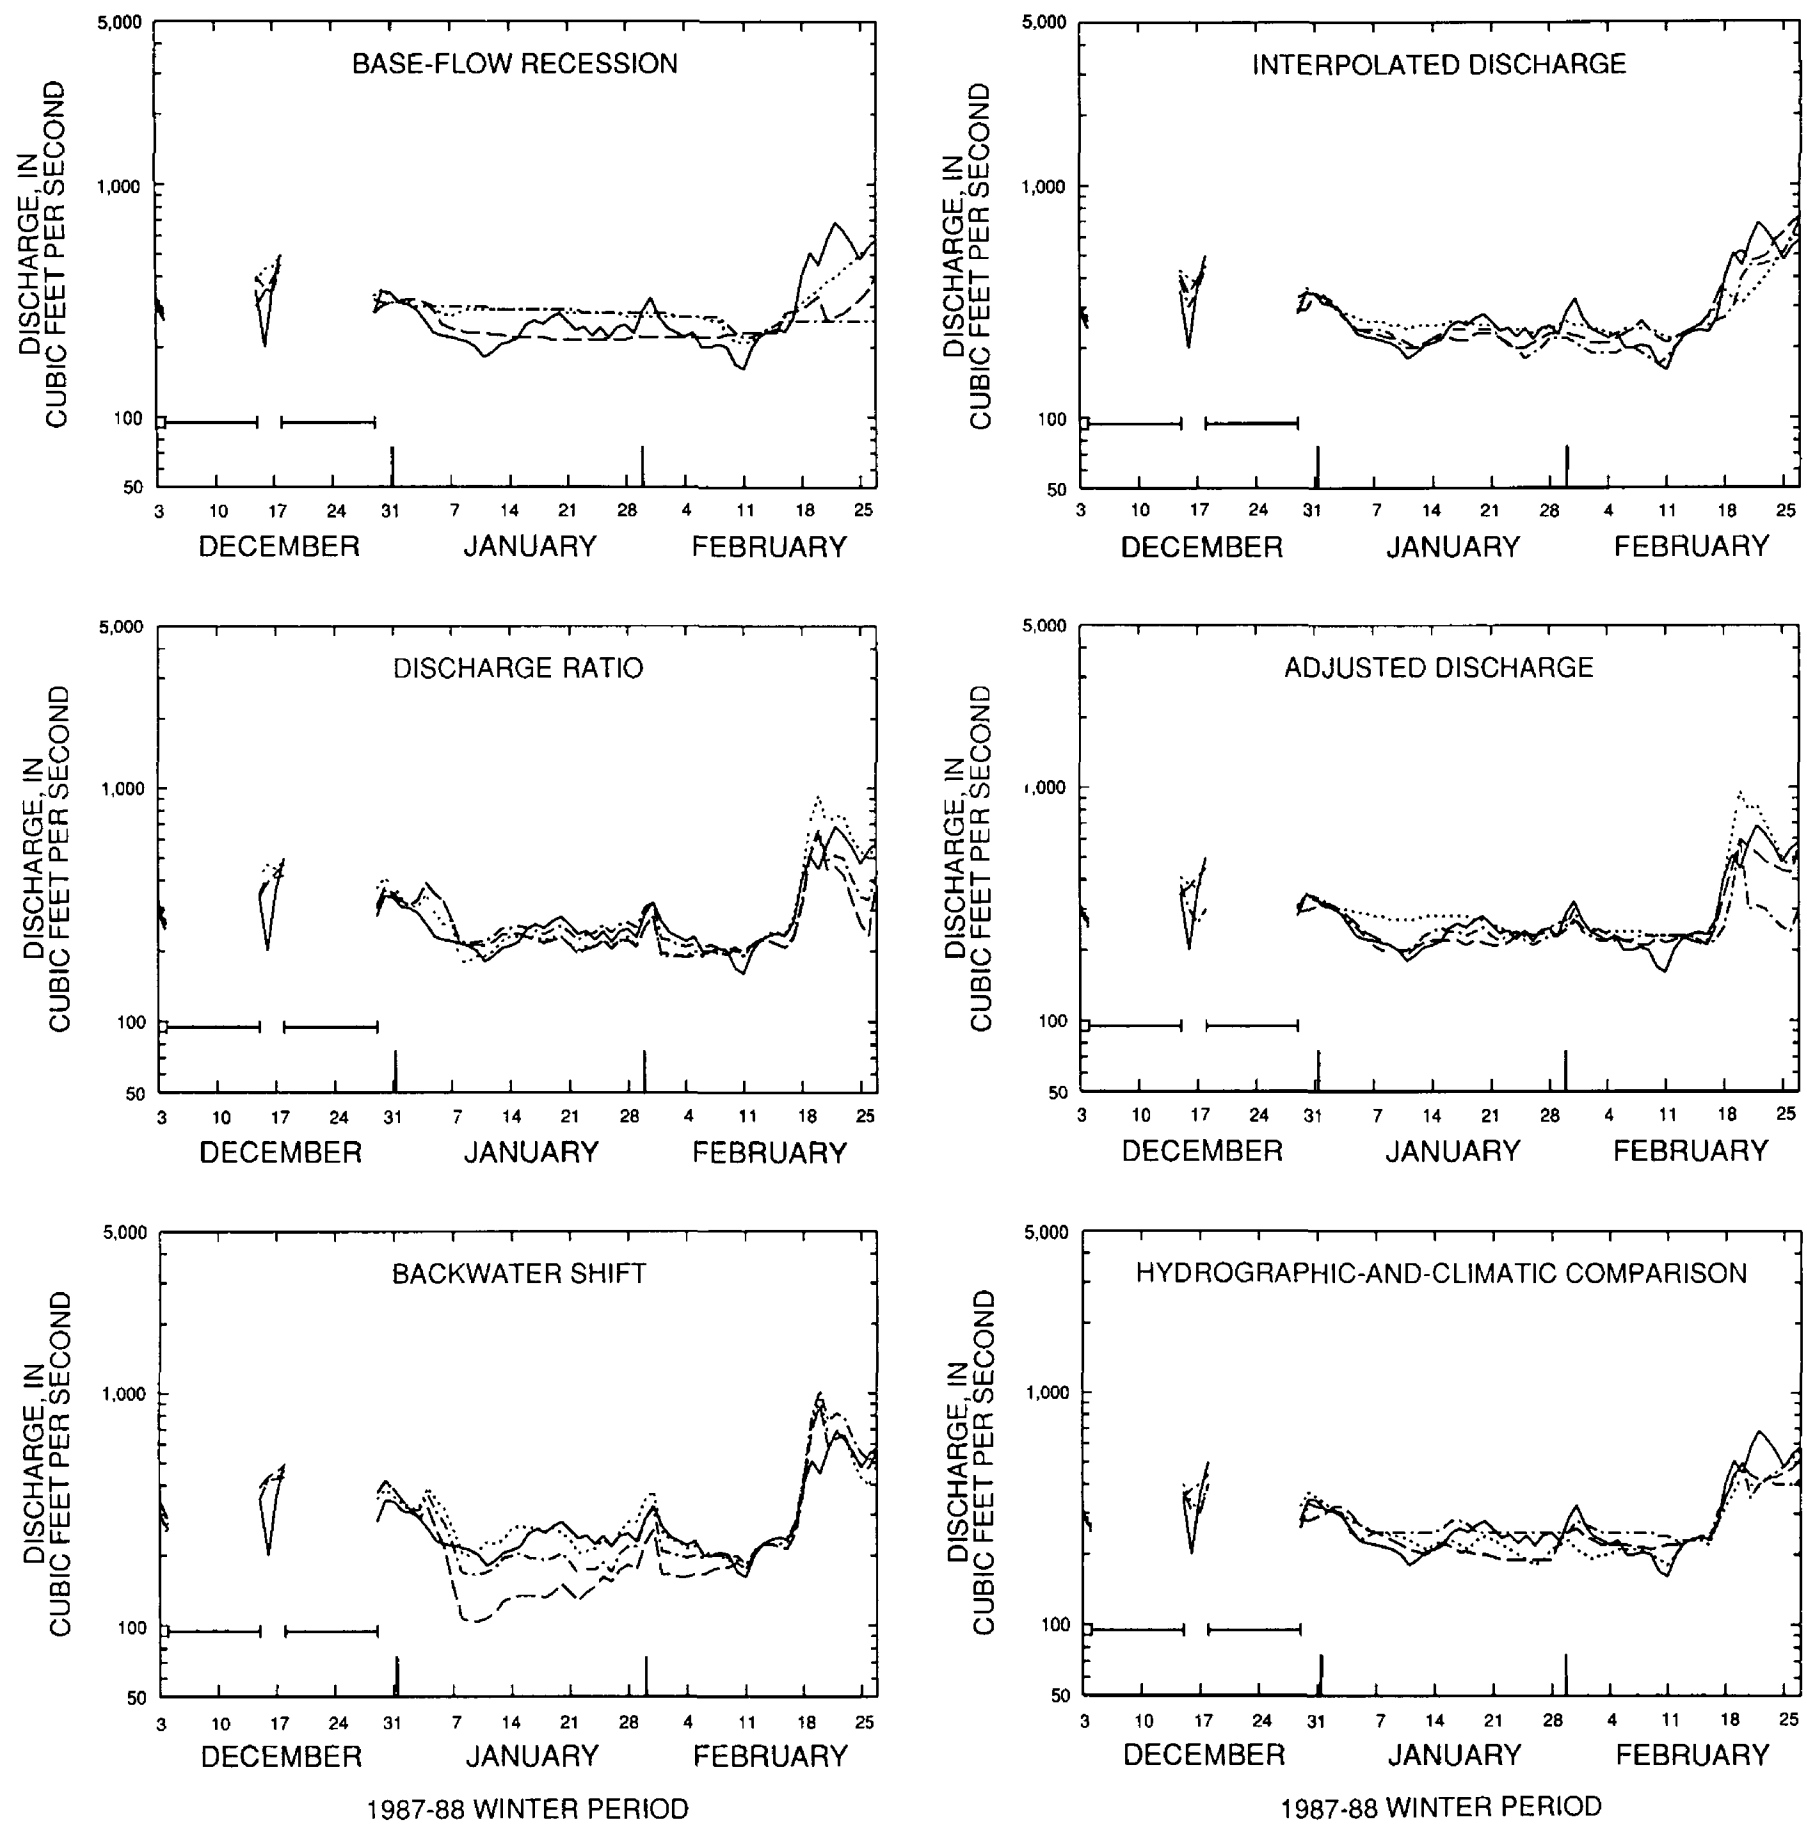 BASE-FLOW RECESSION
DISCHARGE, IN
CUBIC FEET PER SECOND
5,000
1,000
100
50
3 10 17 24 31 7 14 21 28 4 11 18 25
DECEMBER JANUARY FEBRUARY
INTERPOLATED DISCHARGE
DISCHARGE, IN
CUBIC FEET PER SECOND
5,000
1,000
100
50
3 10 17 24 31 7 14 21 28 4 11 18 25
DECEMBER JANUARY FEBRUARY
DISCHARGE RATIO
DISCHARGE, IN
CUBIC FEET PER SECOND
5,000
1,000
100
50
3 10 17 24 31 7 14 21 28 4 11 18 25
DECEMBER JANUARY FEBRUARY
ADJUSTED DISCHARGE
DISCHARGE, IN
CUBIC FEET PER SECOND
5,000
1,000
100
50
3 10 17 24 31 7 14 21 28 4 11 18 25
DECEMBER JANUARY FEBRUARY
BACKWATER SHIFT
DISCHARGE, IN
CUBIC FEET PER SECOND
5,000
1,000
100
50
3 10 17 24 31 7 14 21 28 4 11 18 25
DECEMBER JANUARY FEBRUARY
1987-88 WINTER PERIOD
HYDROGRAPHIC-AND-CLIMATIC COMPARISON
DISCHARGE, IN
CUBIC FEET PER SECOND
5,000
1,000
100
50
3 10 17 24 31 7 14 21 28 4 11 18 25
DECEMBER JANUARY FEBRUARY
1987-88 WINTER PERIOD